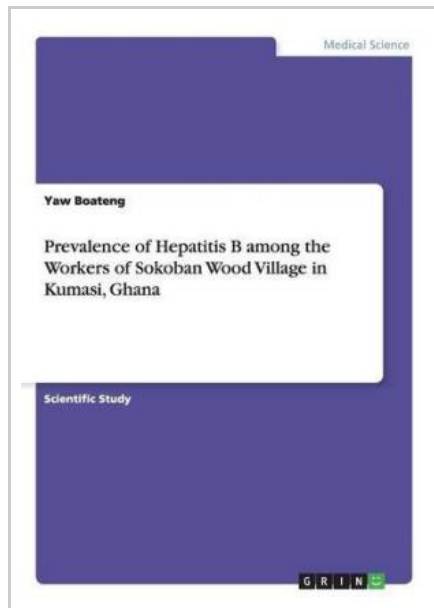 Medical Science
Yaw Boateng
Prevalence of Hepatitis B among the
Workers of Sokoban Wood Village in
Kumasi, Ghana
Scientific Study
GRIN